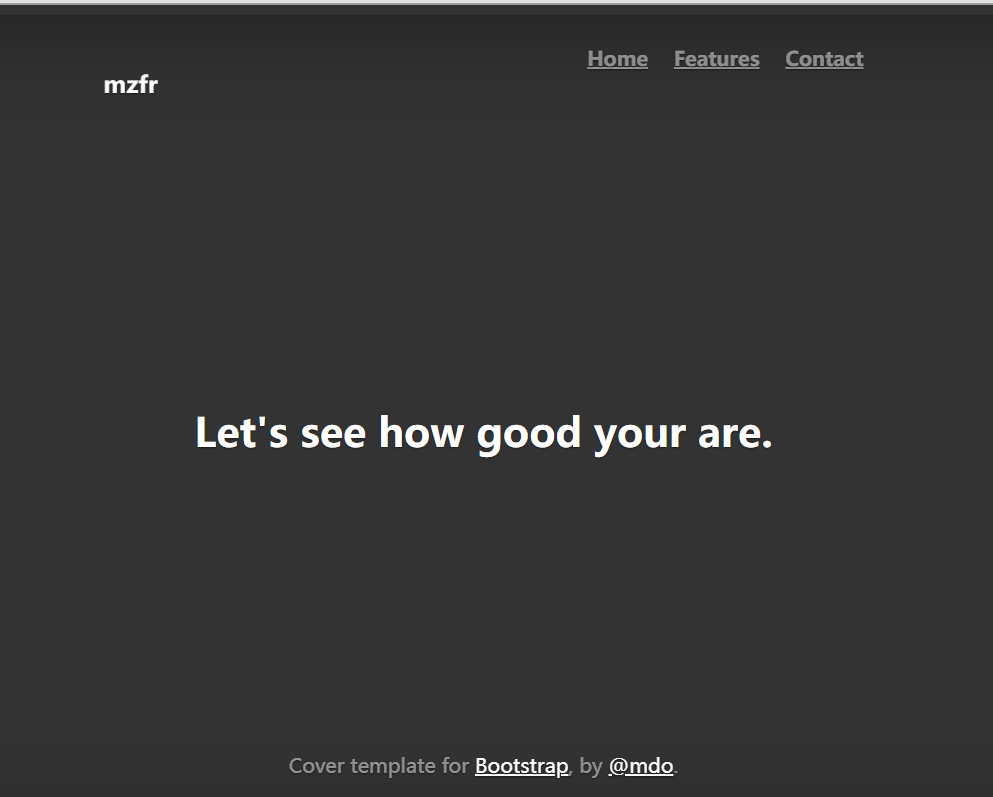 Home Features Contact
mzfr
Let's see how good your are.
Cover template for Bootstrap, by @mdo.